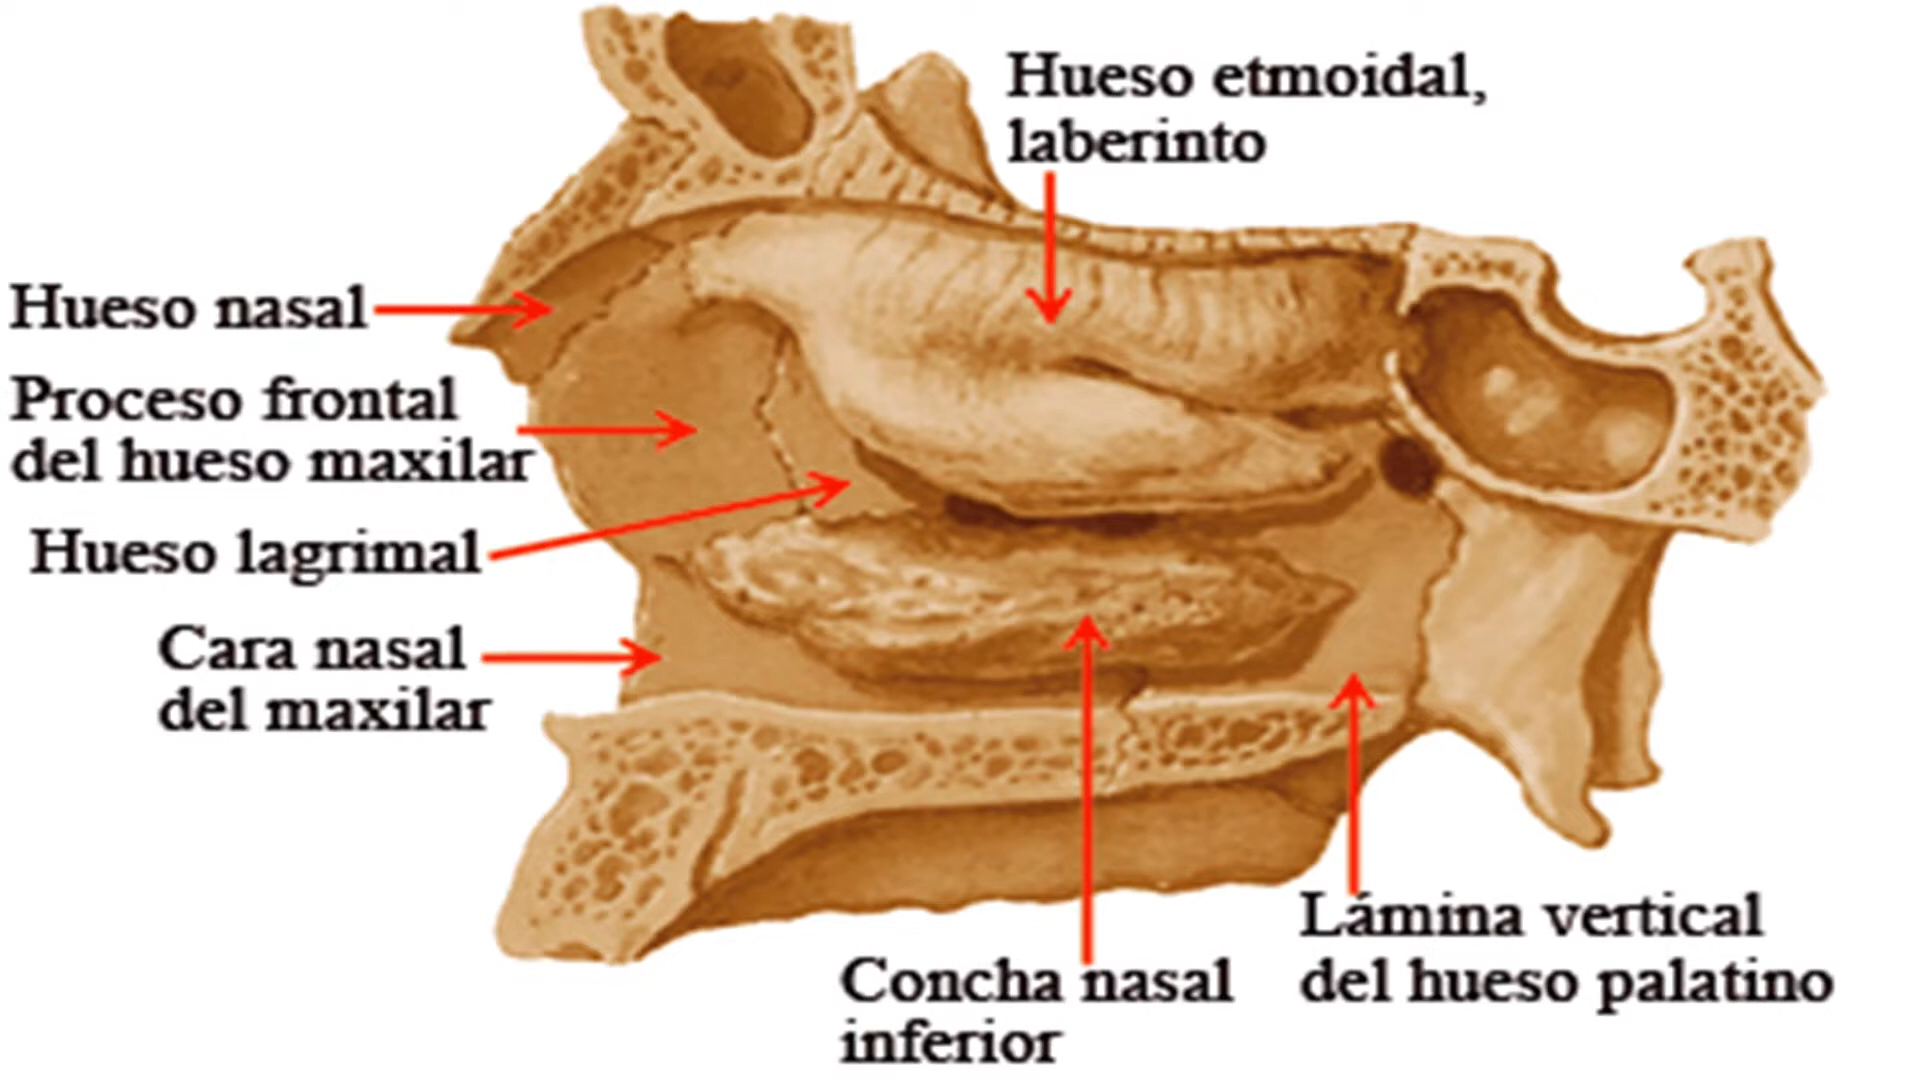 Hueso etmoidal,
laberinto
Hueso nasal
Proceso frontal
del hueso maxilar
Hueso lagrimal
Cara nasal
del maxilar
Concha nasal
inferior
Lámina vertical
del hueso palatino